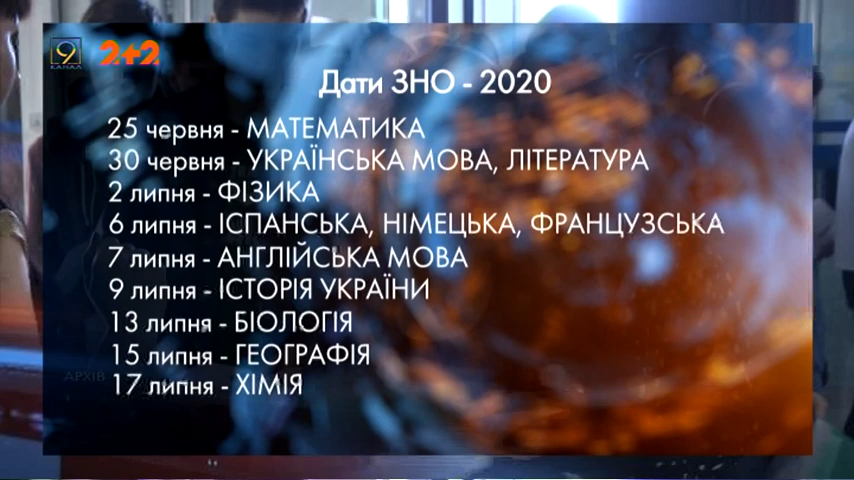 9
КАНАЛ
2+2
Дати ЗНО - 2020
25 червня - МАТЕМАТИКА
30 червня - УКРАЇНСЬКА МОВА, ЛІТЕРАТУРА
2 липня - ФІЗИКА
6 липня - ІСПАНСЬКА, НІМЕЦЬКА, ФРАНЦУЗСЬКА
7 липня - АНГЛІЙСЬКА МОВА
9 липня - ІСТОРІЯ УКРАЇНИ
13 липня - БІОЛОГІЯ
15 липня - ГЕОГРАФІЯ
АРХІВ
17 липня - ХІМІЯ